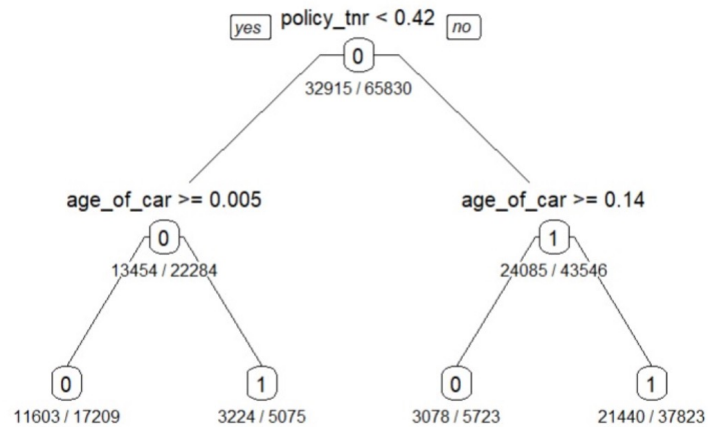 policy_tnr < 0.42
yes no
0
32915 / 65830
age_of_car >= 0.005 age_of_car >= 0.14
0 1
13454 / 22284 24085 / 43546
0 1 0 1
11603 / 17209 3224 / 5075 3078 / 5723 21440 / 37823